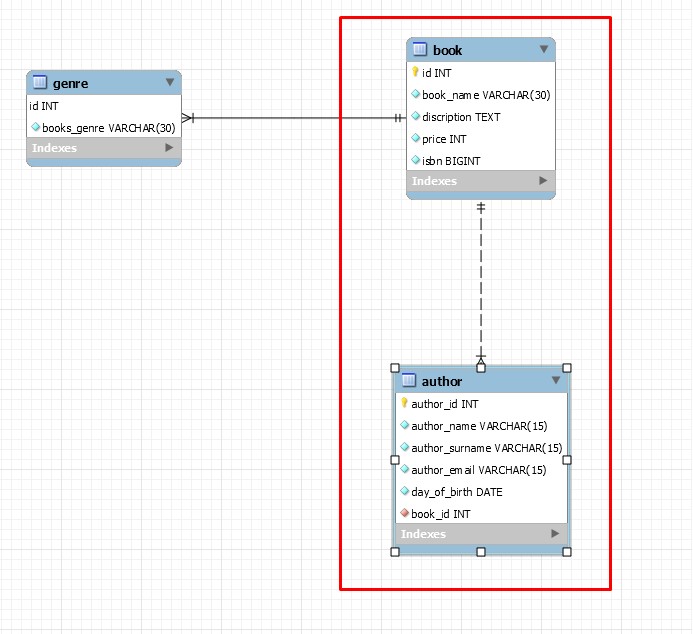 genre
id INT
books_genre VARCHAR(30)
Indexes
book
id INT
book_name VARCHAR(30)
discription TEXT
price INT
isbn BIGINT
Indexes
author
author_id INT
author_name VARCHAR(15)
author_surname VARCHAR(15)
author_email VARCHAR(15)
day_of_birth DATE
book_id INT
Indexes